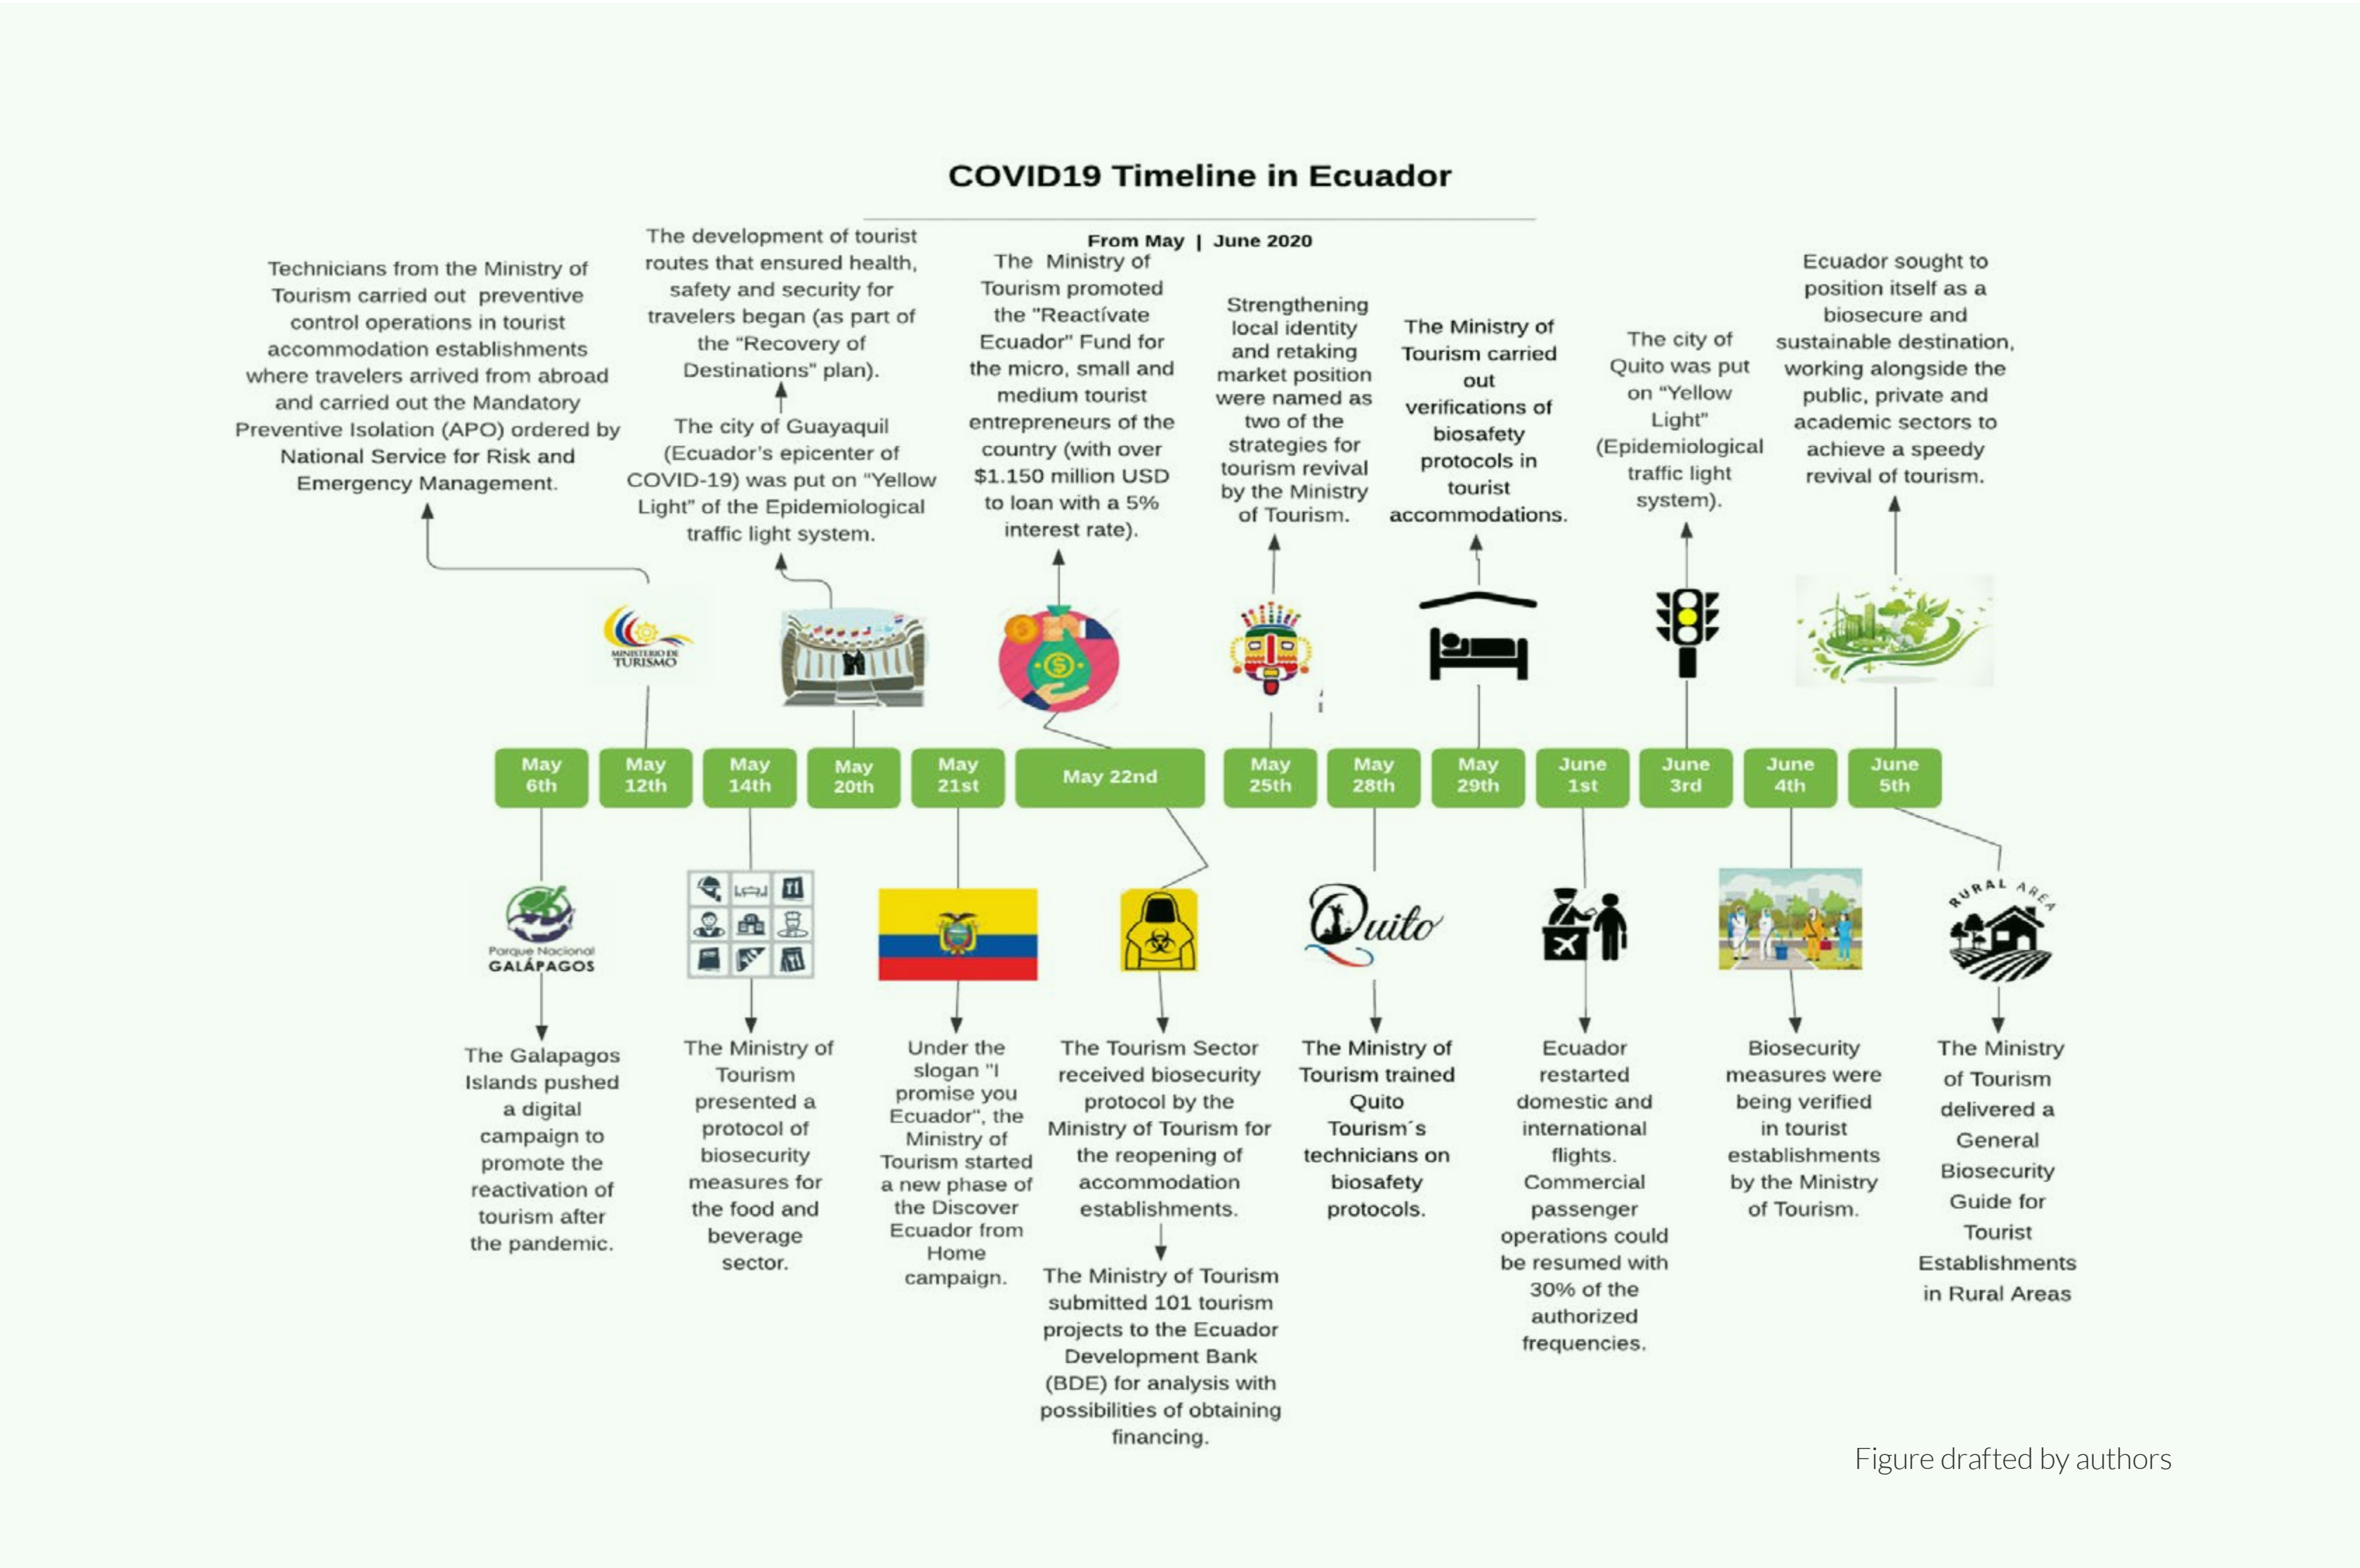 COVID19 Timeline in Ecuador
From May | June 2020
Technicians from the Ministry of
Tourism carried out preventive
control operations in tourist
accommodation establishments
where travelers arrived from abroad
and carried out the Mandatory
Preventive Isolation (APO) ordered by
National Service for Risk and
Emergency Management.
The development of tourist
routes that ensured health,
safety and security for
travelers began (as part of
the “Recovery of
Destinations” plan).
The city of Guayaquil
(Ecuador’s epicenter of
COVID-19) was put on “Yellow
Light” of the Epidemiological
traffic light system.
The Ministry of
Tourism promoted
the "Reactívate
Ecuador" Fund for
the micro, small and
medium tourist
entrepreneurs of the
country (with over
$1.150 million USD
to loan with a 5%
interest rate).
Strengthening
local identity
and retaking
market position
were named as
two of the
strategies for
tourism revival
by the Ministry
of Tourism.
The Ministry of
Tourism carried
out
verifications of
biosafety
protocols in
tourist
accommodations.
The city of
Quito was put
on “Yellow
Light”
(Epidemiological
traffic light
system).
Ecuador sought to
position itself as a
biosecure and
sustainable destination,
working alongside the
public, private and
academic sectors to
achieve a speedy
revival of tourism.
MINISTERIO DE
TURISMO
May
6th
May
12th
May
14th
May
20th
May
21st
May 22nd
May
25th
May
28th
May
29th
June
1st
June
3rd
June
4th
June
5th
Parque Nacional
GALÁPAGOS
Quito
RURAL AREA
The Galapagos
Islands pushed
a digital
campaign to
promote the
reactivation of
tourism after
the pandemic.
The Ministry of
Tourism
presented a
protocol of
biosecurity
measures for
the food and
beverage
sector.
Under the
slogan "I
promise you
Ecuador", the
Ministry of
Tourism started
a new phase of
the Discover
Ecuador from
Home
campaign.
The Tourism Sector
received biosecurity
protocol by the
Ministry of Tourism for
the reopening of
accommodation
establishments.
The Ministry of Tourism
submitted 101 tourism
projects to the Ecuador
Development Bank
(BDE) for analysis with
possibilities of obtaining
financing.
The Ministry of
Tourism trained
Quito
Tourism´s
technicians on
biosafety
protocols.
Ecuador
restarted
domestic and
international
flights.
Commercial
passenger
operations could
be resumed with
30% of the
authorized
frequencies.
Biosecurity
measures were
being verified
in tourist
establishments
by the Ministry
of Tourism.
The Ministry
of Tourism
delivered a
General
Biosecurity
Guide for
Tourist
Establishments
in Rural Areas
Figure drafted by authors